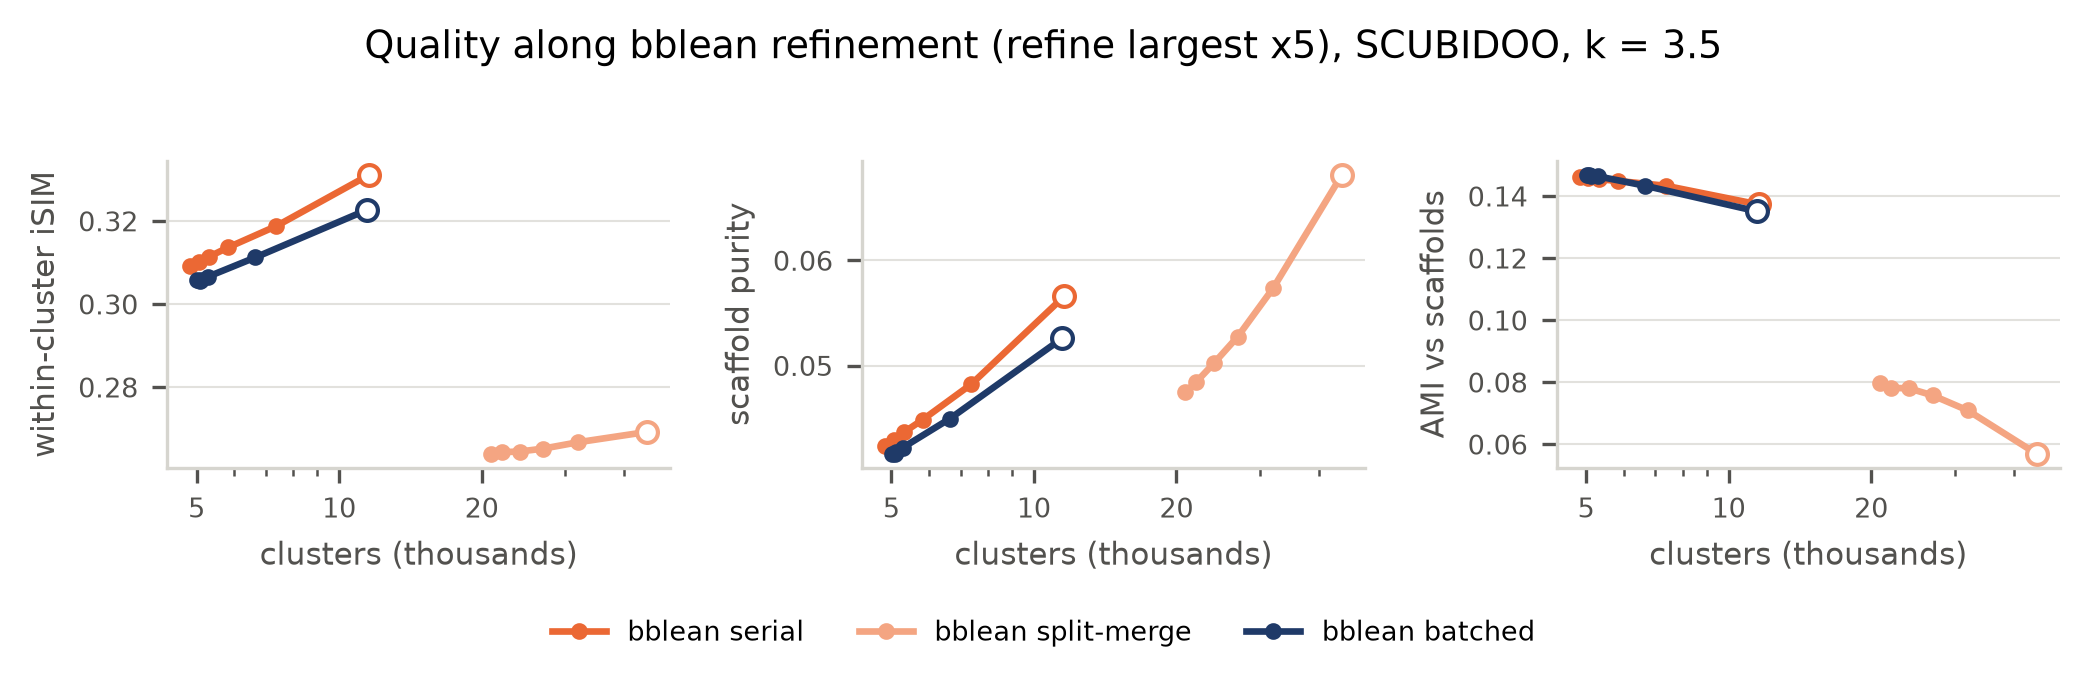 Quality along bblean refinement (refine largest x5), SCUBIDOO, k = 3.5
within-cluster iSIM
0.32
0.30
0.28
5
10
20
clusters (thousands)
scaffold purity
0.06
0.05
5
10
20
clusters (thousands)
AMI vs scaffolds
0.14
0.12
0.10
0.08
0.06
5
10
20
clusters (thousands)
bblean serial
bblean split-merge
bblean batched